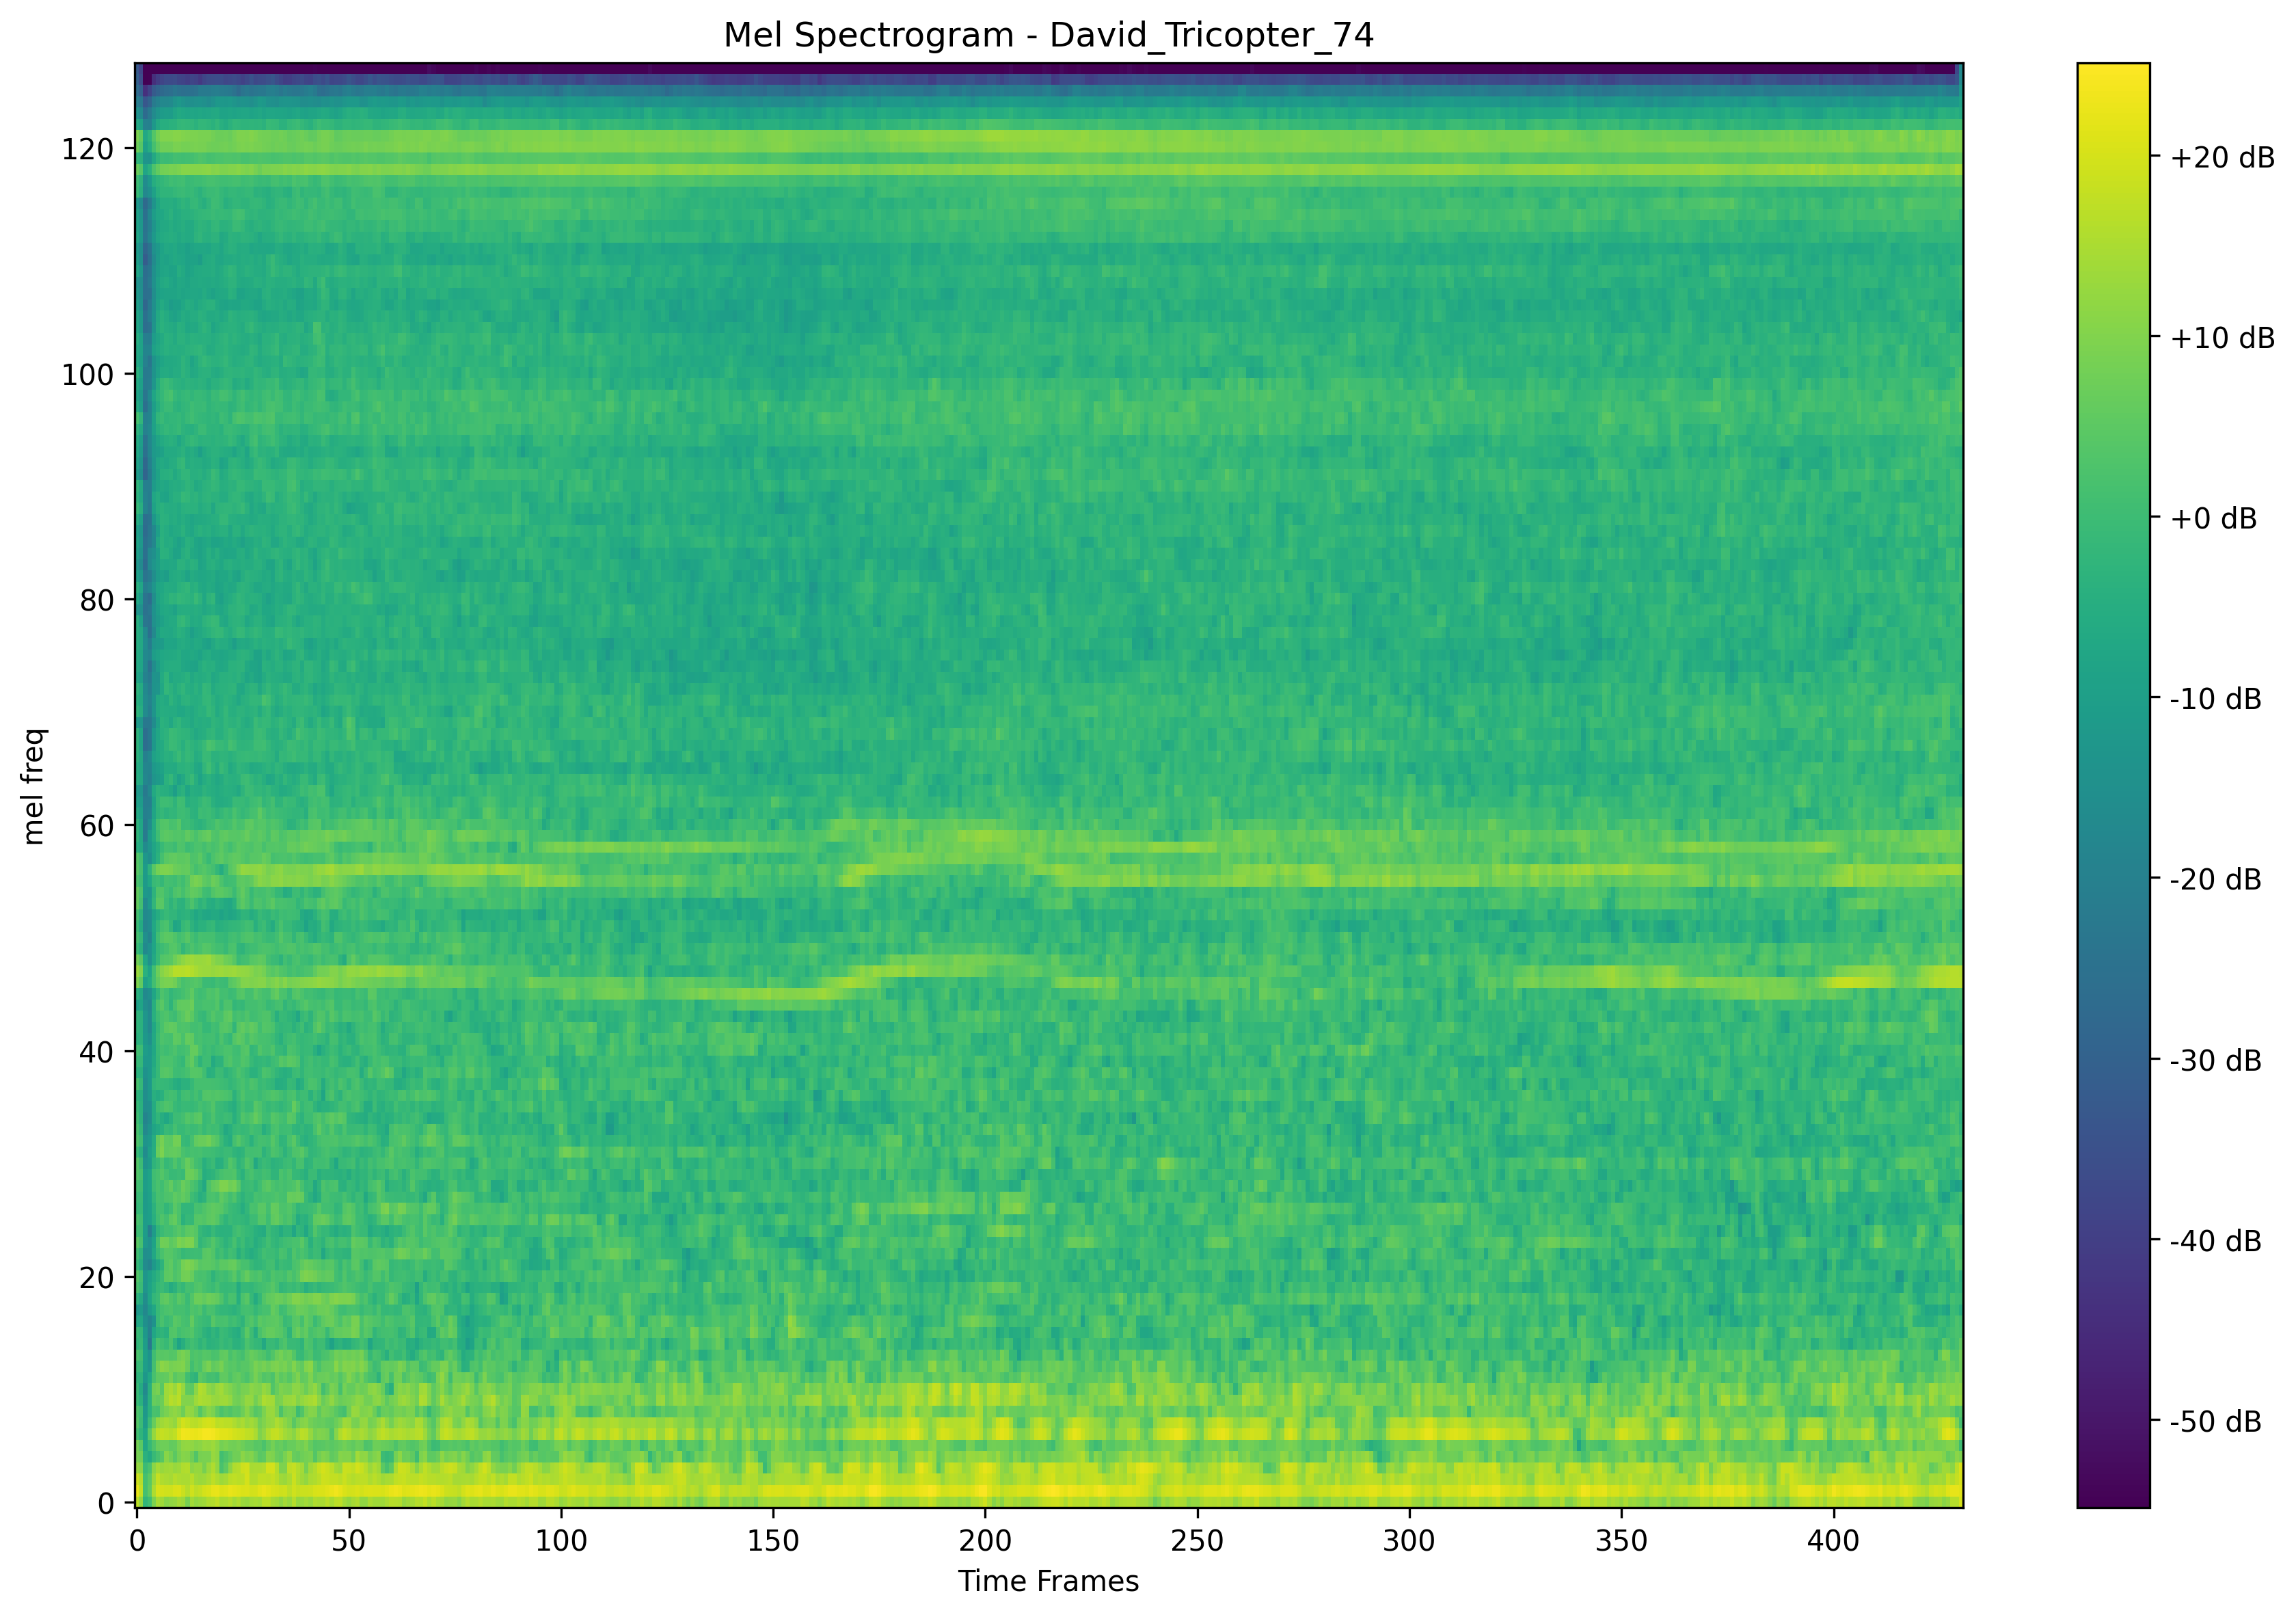 Mel Spectrogram - David_Tricopter_74
mel freq
120
100
80
60
40
20
0
0 50 100 150 200 250 300 350 400
Time Frames
+20 dB
+10 dB
+0 dB
-10 dB
-20 dB
-30 dB
-40 dB
-50 dB